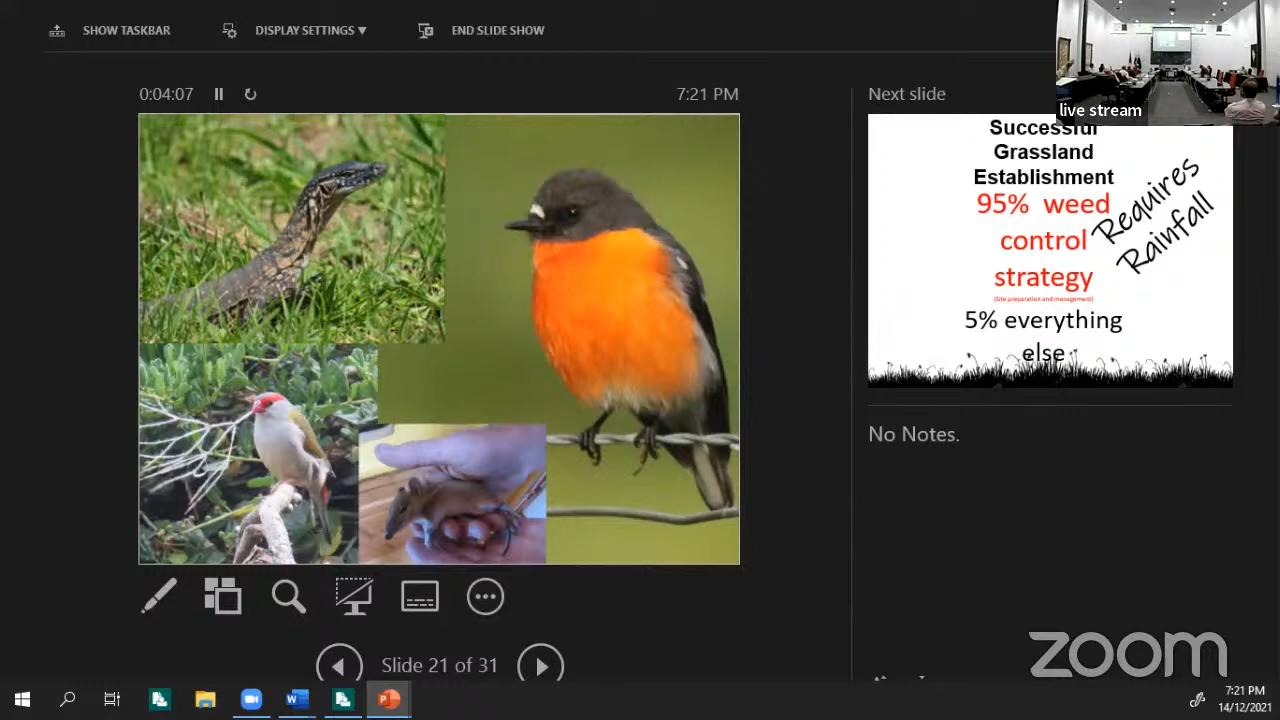 SHOW TASKBAR
DISPLAY SETTINGS ▾
END SLIDE SHOW
live stream
0:04:07
7:21 PM
Next slide
Successful
Grassland
Establishment
95% weed
control
strategy
(Site preparation and management)
5% everything
else
Requires
Rainfall
No Notes.
Slide 21 of 31
zoom
7:21 PM
14/12/2021